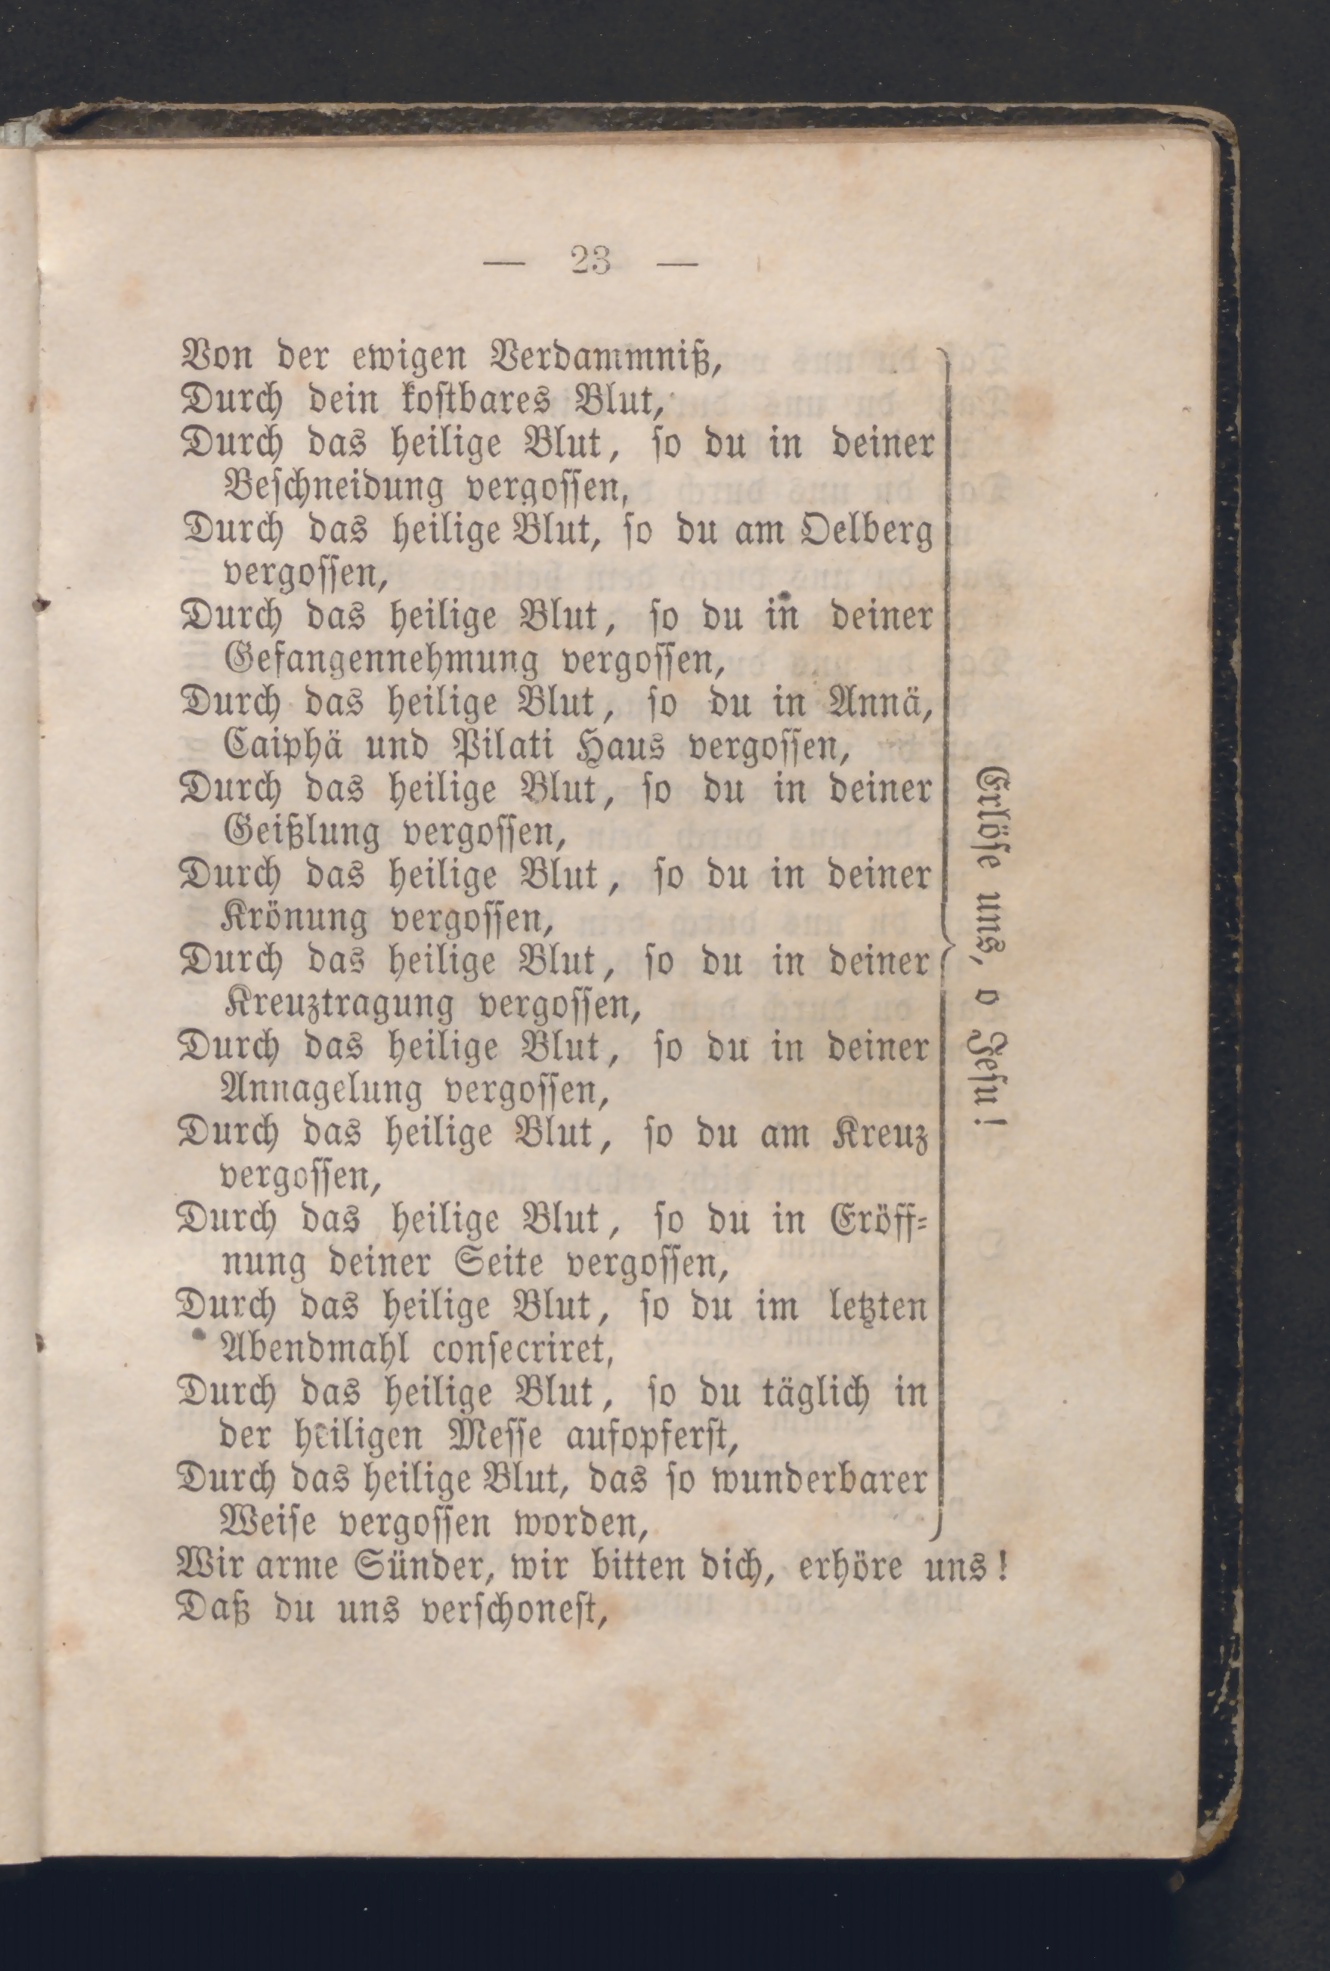 — 23 —
Von der ewigen Verdammniß,
Durch dein kostbares Blut,
Durch das heilige Blut, so du in deiner
Beschneidung vergossen,
Durch das heilige Blut, so du am Oelberg
vergossen,
Durch das heilige Blut, so du in deiner
Gefangennehmung vergossen,
Durch das heilige Blut, so du in Annä,
Caiphä und Pilati Haus vergossen,
Durch das heilige Blut, so du in deiner
Geißlung vergossen,
Durch das heilige Blut, so du in deiner
Krönung vergossen,
Durch das heilige Blut, so du in deiner
Kreuztragung vergossen,
Durch das heilige Blut, so du in deiner
Annagelung vergossen,
Durch das heilige Blut, so du am Kreuz
vergossen,
Durch das heilige Blut, so du in Eröff-
nung deiner Seite vergossen,
Durch das heilige Blut, so du im letzten
Abendmahl consecriret,
Durch das heilige Blut, so du täglich in
der heiligen Messe aufopferst,
Durch das heilige Blut, das so wunderbarer
Weise vergossen worden,
Erlöse uns, o Jesu!
Wir arme Sünder, wir bitten dich, erhöre uns!
Daß du uns verschonest,